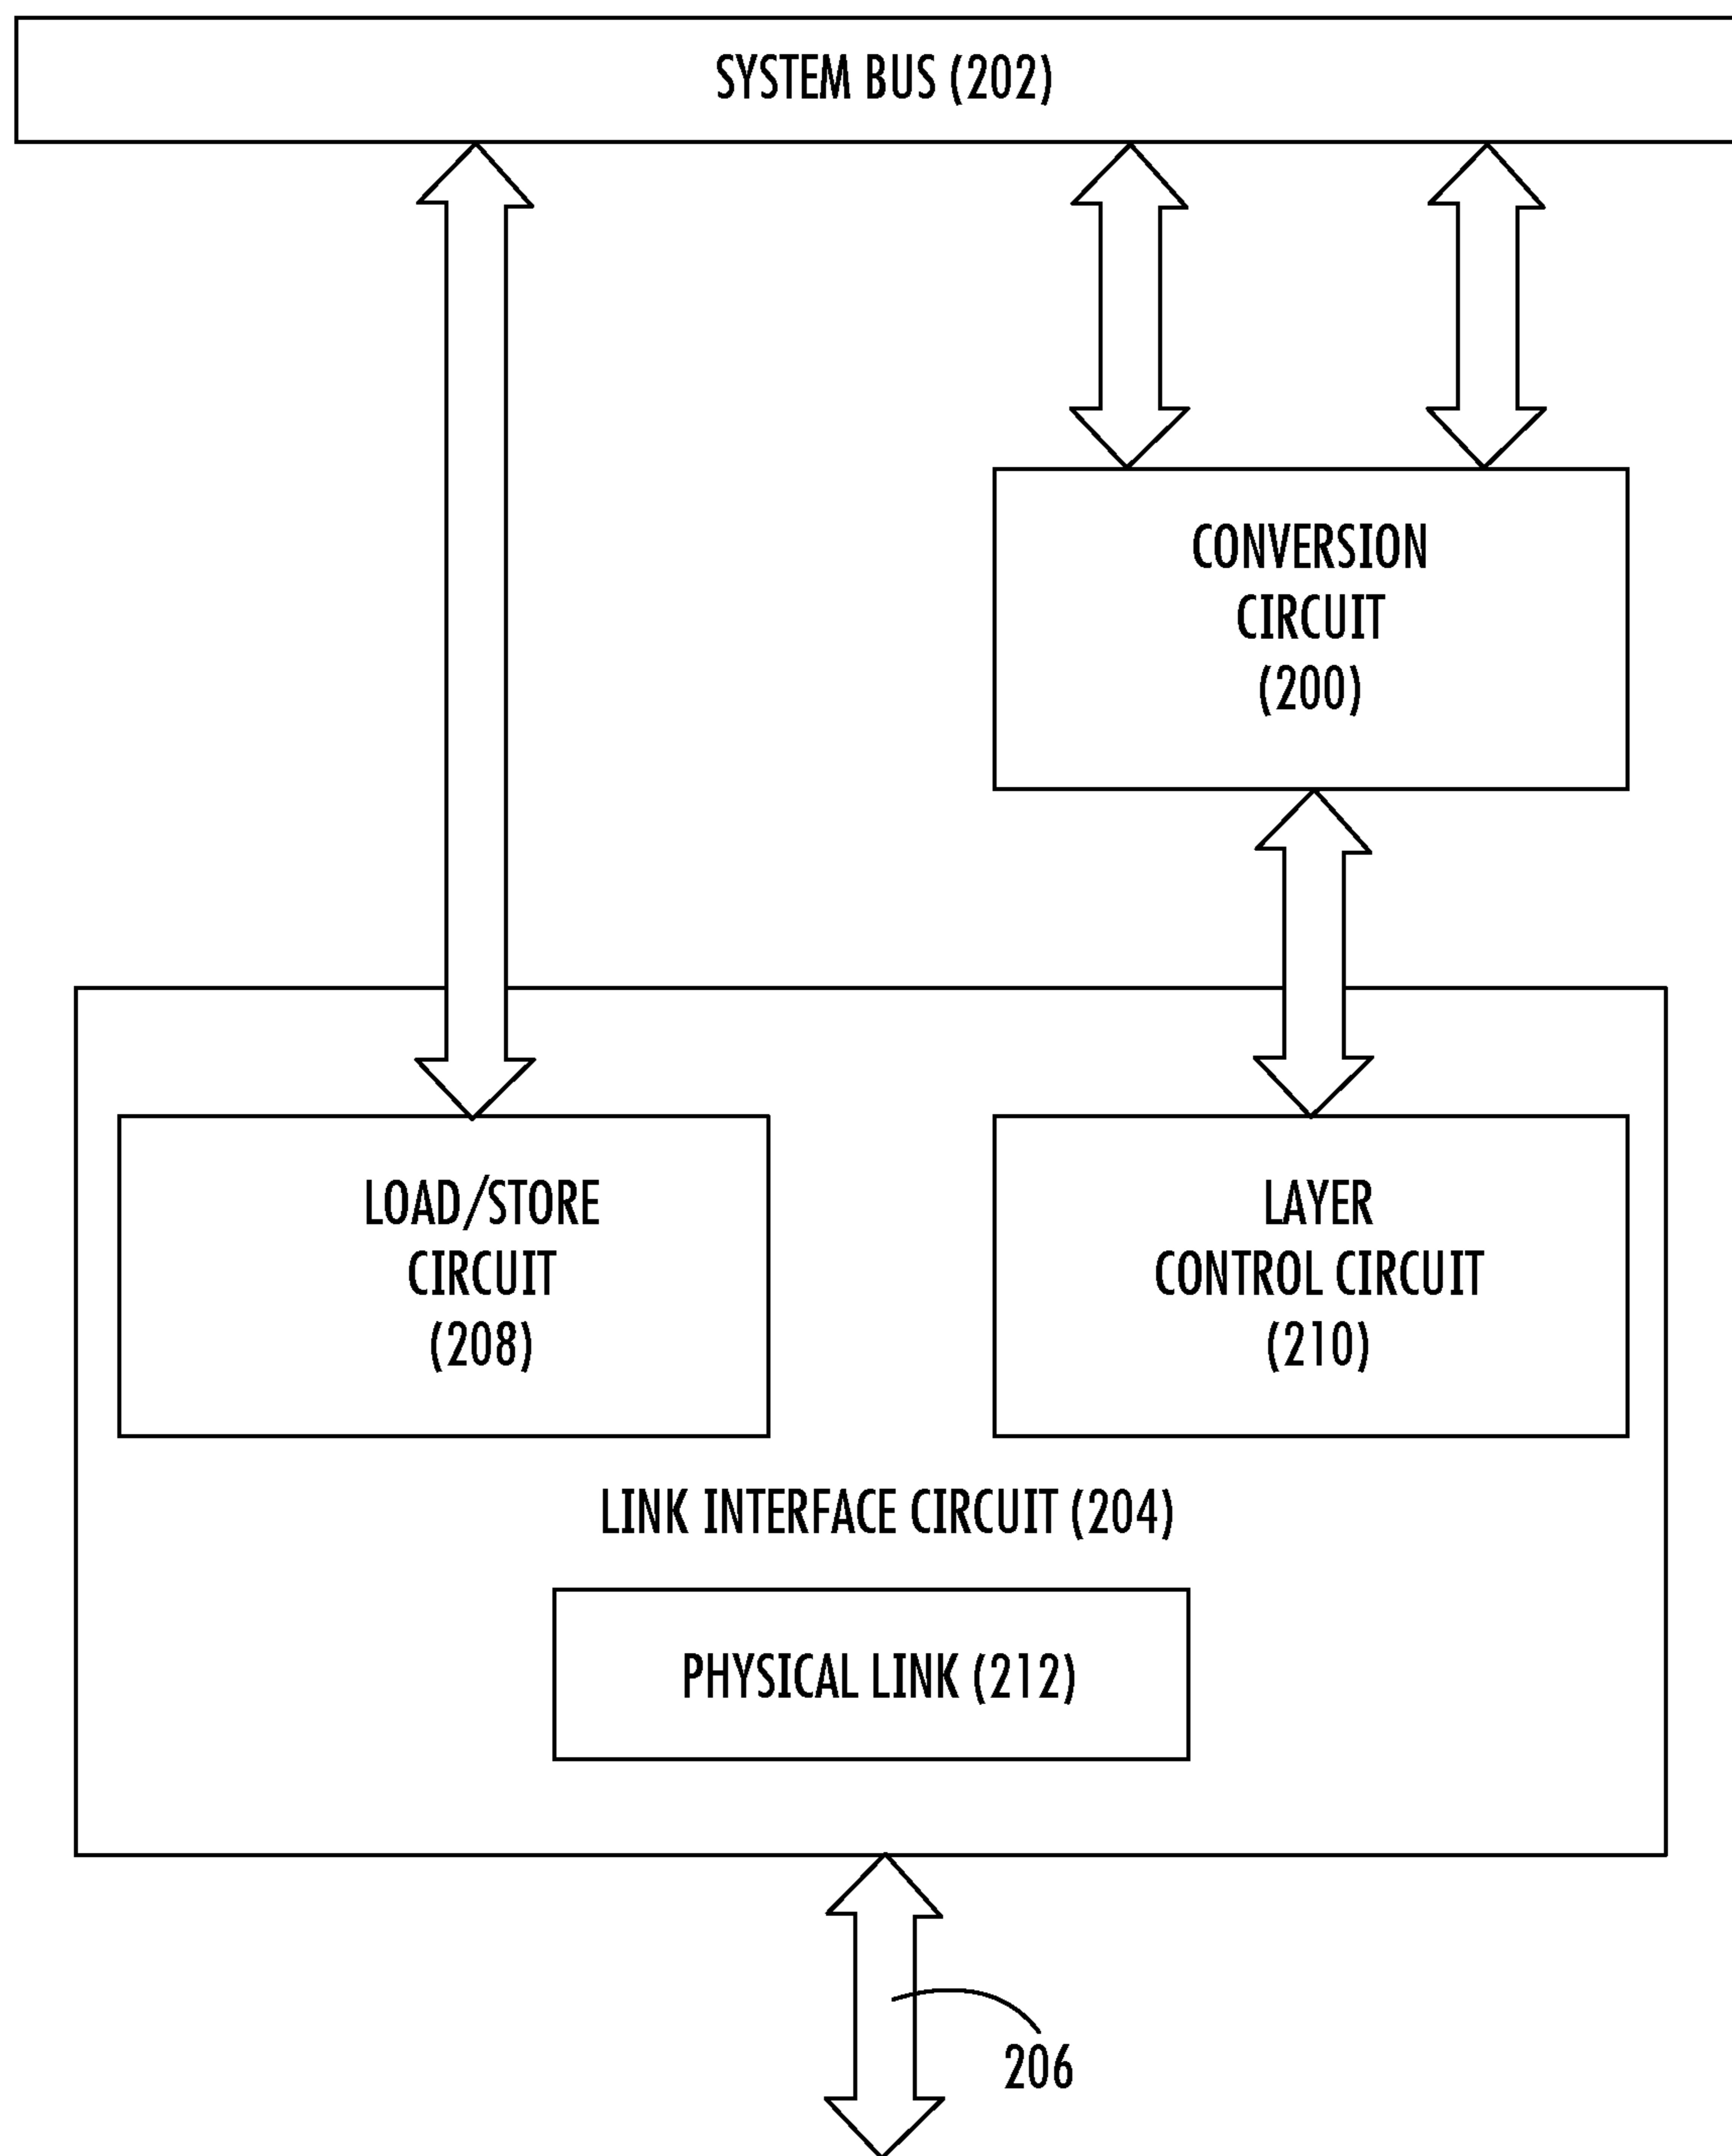 SYSTEM BUS (202)
CONVERSION
CIRCUIT
(200)
LOAD/STORE
CIRCUIT
(208)
LAYER
CONTROL CIRCUIT
(210)
LINK INTERFACE CIRCUIT (204)
PHYSICAL LINK (212)
206